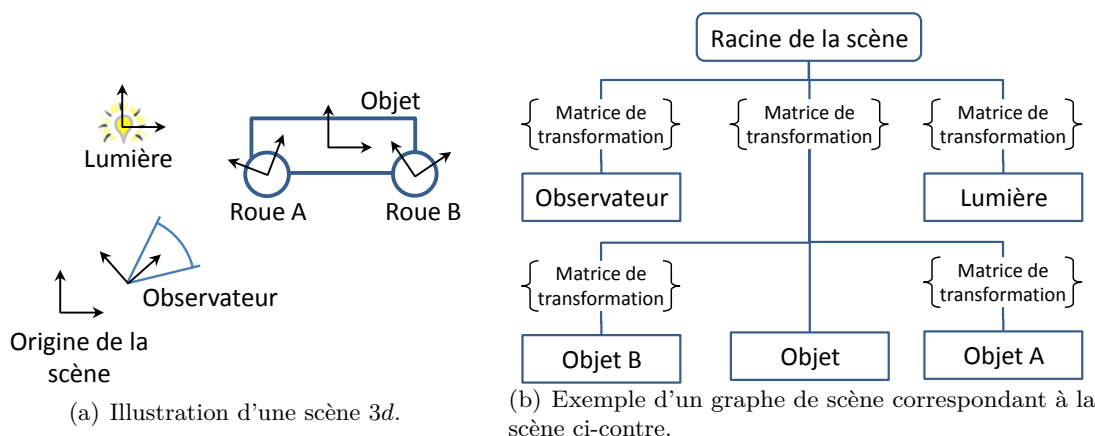 Lumière
Objet
Roue A
Roue B
Observateur
Origine de la
scène
(a) Illustration d'une scène 3d.
Racine de la scène
Matrice de
transformation
Matrice de
transformation
Matrice de
transformation
Observateur
Lumière
Matrice de
transformation
Matrice de
transformation
Objet B
Objet
Objet A
(b) Exemple d'un graphe de scène correspondant à la
scène ci-contre.